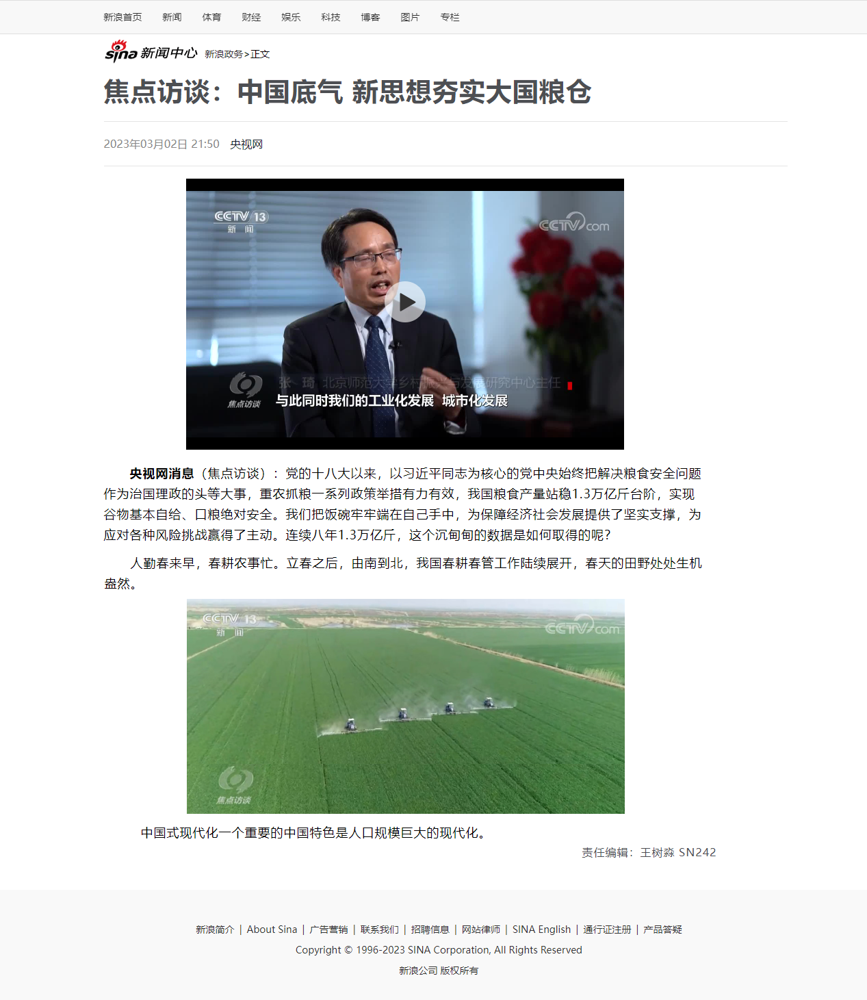 新浪首页 新闻 体育 财经 娱乐 科技 博客 图片 专栏
sina 新闻中心 新浪政务>正文
焦点访谈：中国底气 新思想夯实大国粮仓
2023年03月02日 21:50 央视网
CCTV 13
新闻
CCTV.com
张 琦 北京师范大学乡村振兴与发展研究中心主任
焦点访谈
与此同时我们的工业化发展 城市化发展
央视网消息（焦点访谈）：党的十八大以来，以习近平同志为核心的党中央始终把解决粮食安全问题
作为治国理政的头等大事，重农抓粮一系列政策举措有力有效，我国粮食产量站稳1.3万亿斤台阶，实现
谷物基本自给、口粮绝对安全。我们把饭碗牢牢端在自己手中，为保障经济社会发展提供了坚实支撑，为
应对各种风险挑战赢得了主动。连续八年1.3万亿斤，这个沉甸甸的数据是如何取得的呢？
人勤春来早，春耕农事忙。立春之后，由南到北，我国春耕春管工作陆续展开，春天的田野处处生机
盎然。
CCTV 13
新闻
CCTV.com
焦点访谈
中国式现代化一个重要的中国特色是人口规模巨大的现代化。
责任编辑：王树淼 SN242
新浪简介 | About Sina | 广告营销 | 联系我们 | 招聘信息 | 网站律师 | SINA English | 通行证注册 | 产品答疑
Copyright © 1996-2023 SINA Corporation, All Rights Reserved
新浪公司 版权所有